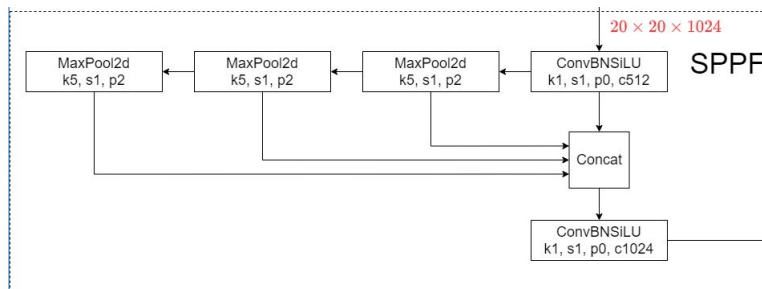 20 × 20 × 1024
MaxPool2d
k5, s1, p2
MaxPool2d
k5, s1, p2
MaxPool2d
k5, s1, p2
ConvBNSiLU
k1, s1, p0, c512
SPPF
Concat
ConvBNSiLU
k1, s1, p0, c1024